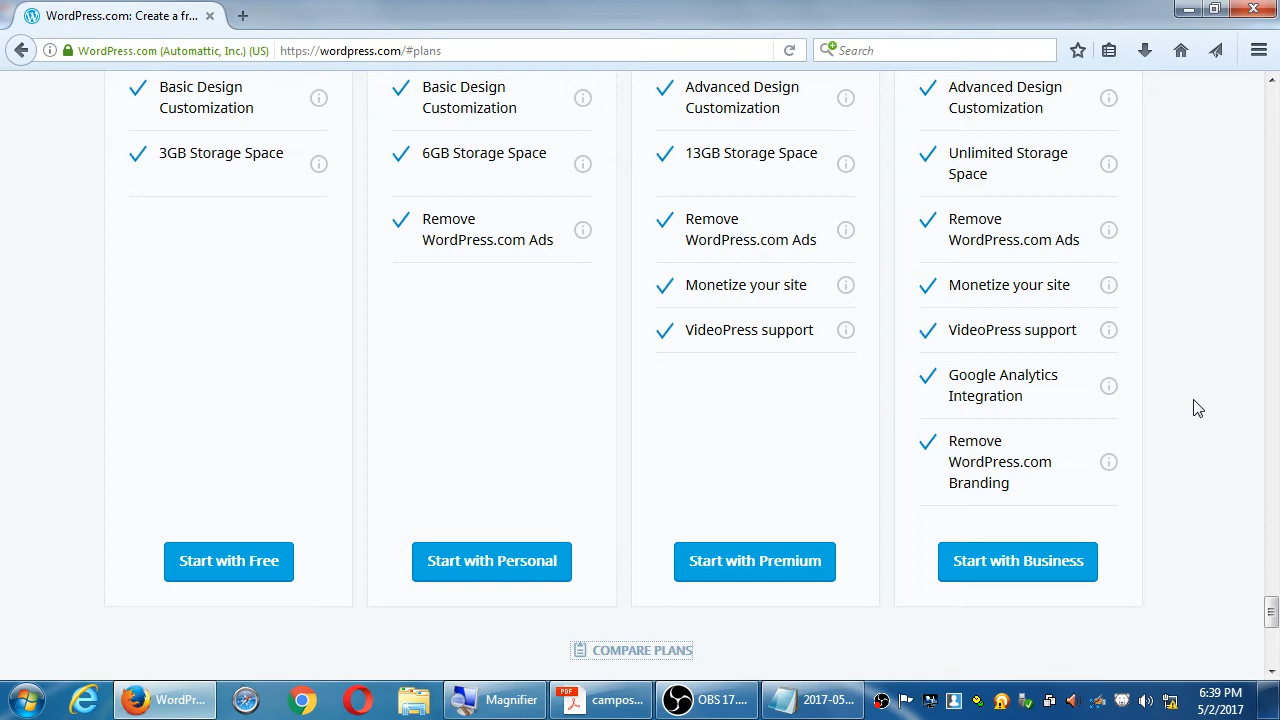 WordPress.com: Create a fr...
WordPress.com (Automattic, Inc.) (US)
https://wordpress.com/#plans
Search
Basic Design
Customization
3GB Storage Space
Start with Free
Basic Design
Customization
6GB Storage Space
Remove
WordPress.com Ads
Start with Personal
Advanced Design
Customization
13GB Storage Space
Remove
WordPress.com Ads
Monetize your site
VideoPress support
Start with Premium
Advanced Design
Customization
Unlimited Storage
Space
Remove
WordPress.com Ads
Monetize your site
VideoPress support
Google Analytics
Integration
Remove
WordPress.com
Branding
Start with Business
COMPARE PLANS
WordPr...
Magnifier
PDF
campos...
OBS 17....
2017-05...
6:39 PM
5/2/2017